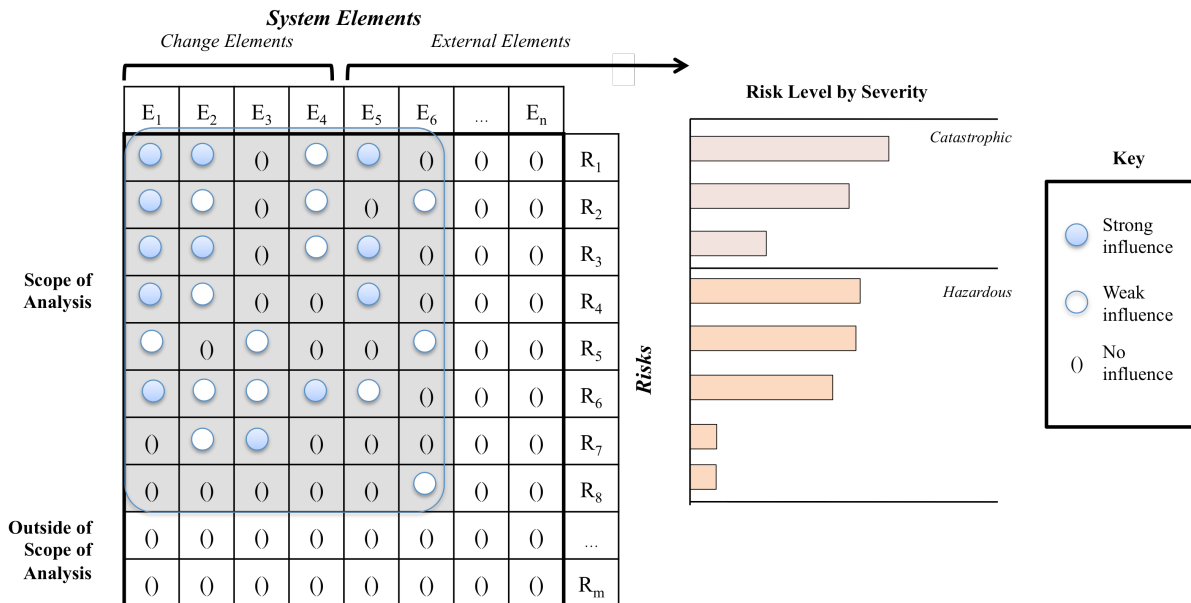 System Elements
Change Elements
External Elements
Risk Level by Severity
E1 E2 E3 E4 E5 E6 ... En
Catastrophic
() () () () R1
Key
() () () () R2
Strong
influence
() () () () R3
Scope of
Analysis
Hazardous
() () () () () R4
Weak
influence
() () () () () R5
No
() influence
Risks
() () () R6
() () () () () () R7
() () () () () () () R8
Outside of
Scope of
Analysis
() () () () () () () () ...
() () () () () () () () Rm